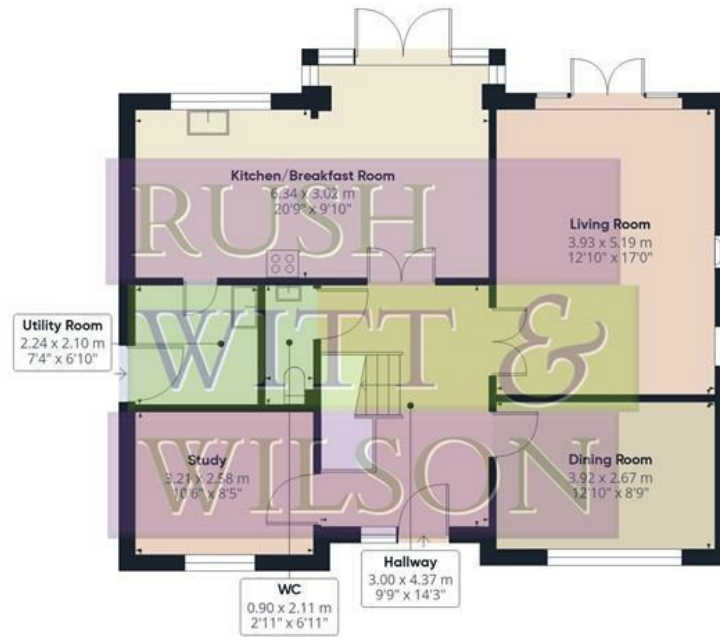 Kitchen/Breakfast Room
6.34 x 3.02 m
20'9" x 9'10"
RUSH
Living Room
3.93 x 5.19 m
12'10" x 17'0"
Utility Room
2.24 x 2.10 m
7'4" x 6'10"
WITT &
WILSON
Study
3.21 x 2.58 m
10'6" x 8'5"
Dining Room
3.92 x 2.67 m
12'10" x 8'9"
Hallway
3.00 x 4.37 m
9'9" x 14'3"
WC
0.90 x 2.11 m
2'11" x 6'11"